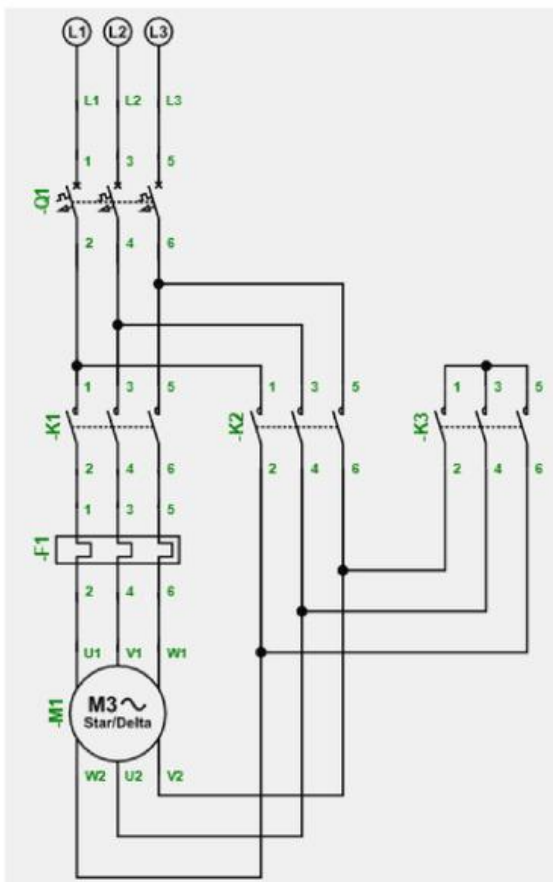 L1 L2 L3
L1 L2 L3
1 3 5
-Q1
2 4 6
1 3 5 1 3 5 1 3 5
-K1 -K2 -K3
2 4 6 2 4 6 2 4 6
1 3 5
-F1
2 4 6
U1 V1 W1
M3
-M1
Star/Delta
W2 U2 V2